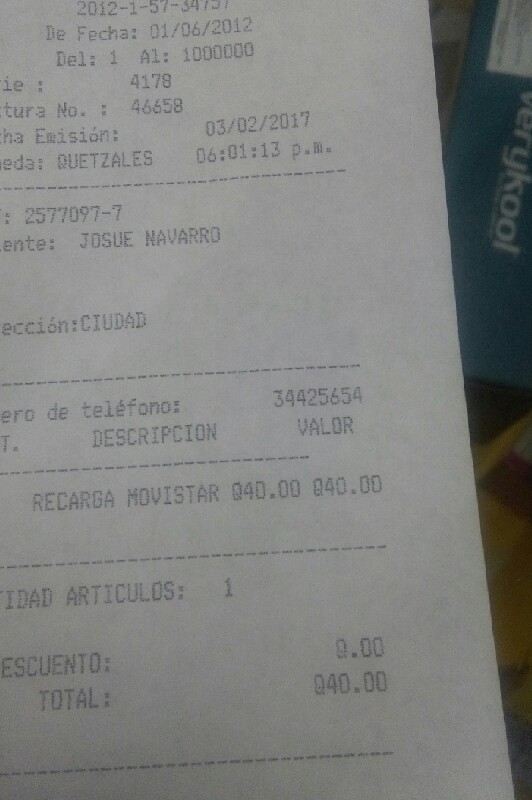 2012-1-57-34757
De Fecha: 01/06/2012
Del: 1 Al: 1000000
ie : 4178
tura No. : 46658
ha Emisión: 03/02/2017
eda: QUETZALES 06:01:13 p.m.
: 2577097-7
ente: JOSUE NAVARRO
ección:CIUDAD
ero de teléfono: 34425654
T. DESCRIPCION VALOR
RECARGA MOVISTAR Q40.00 Q40.00
TIDAD ARTICULOS: 1
ESCUENTO: Q.00
TOTAL: Q40.00
verykool